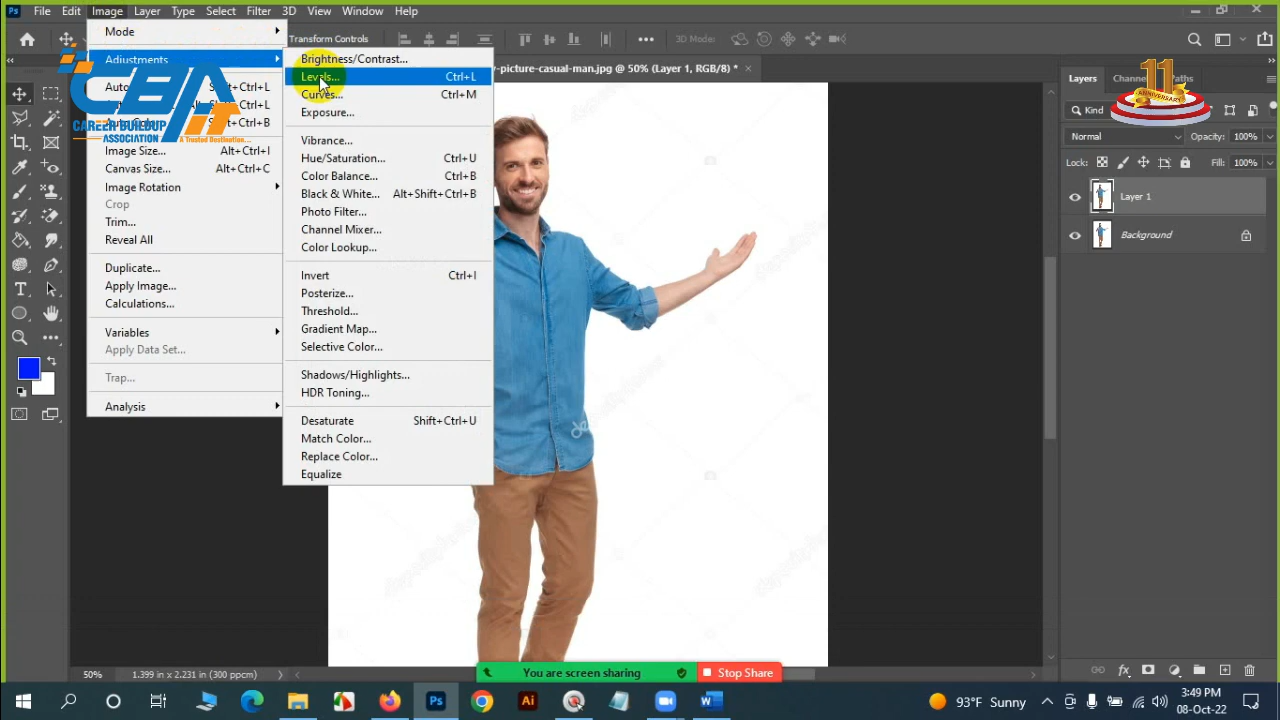 Ps File Edit Image Layer Type Select Filter 3D View Window Help
Transform Controls
3D Mode:
y-picture-casual-man.jpg @ 50% (Layer 1, RGB/8) *
Mode
Adjustments
Shift+Ctrl+L
Ctrl+L
Shift+Ctrl+B
Image Size... Alt+Ctrl+I
Canvas Size... Alt+Ctrl+C
Image Rotation
Crop
Trim...
Reveal All
Duplicate...
Apply Image...
Calculations...
Variables
Apply Data Set...
Trap...
Analysis
Brightness/Contrast...
Levels... Ctrl+L
Curves... Ctrl+M
Exposure...
Vibrance...
Hue/Saturation... Ctrl+U
Color Balance... Ctrl+B
Black & White... Alt+Shift+Ctrl+B
Photo Filter...
Channel Mixer...
Color Lookup...
Invert Ctrl+I
Posterize...
Threshold...
Gradient Map...
Selective Color...
Shadows/Highlights...
HDR Toning...
Desaturate Shift+Ctrl+U
Match Color...
Replace Color...
Equalize
CBA
CAREER BUILDUP
ASSOCIATION A Trusted Destination...
11
ANNIVERSARY
Layers
Kind
Normal Opacity: 100%
Lock: Fill: 100%
Layer 1
Background
50% 1.399 in x 2.231 in (300 ppcm)
You are screen sharing Stop Share
Ps Ai 93°F Sunny
3:49 PM
08-Oct-22